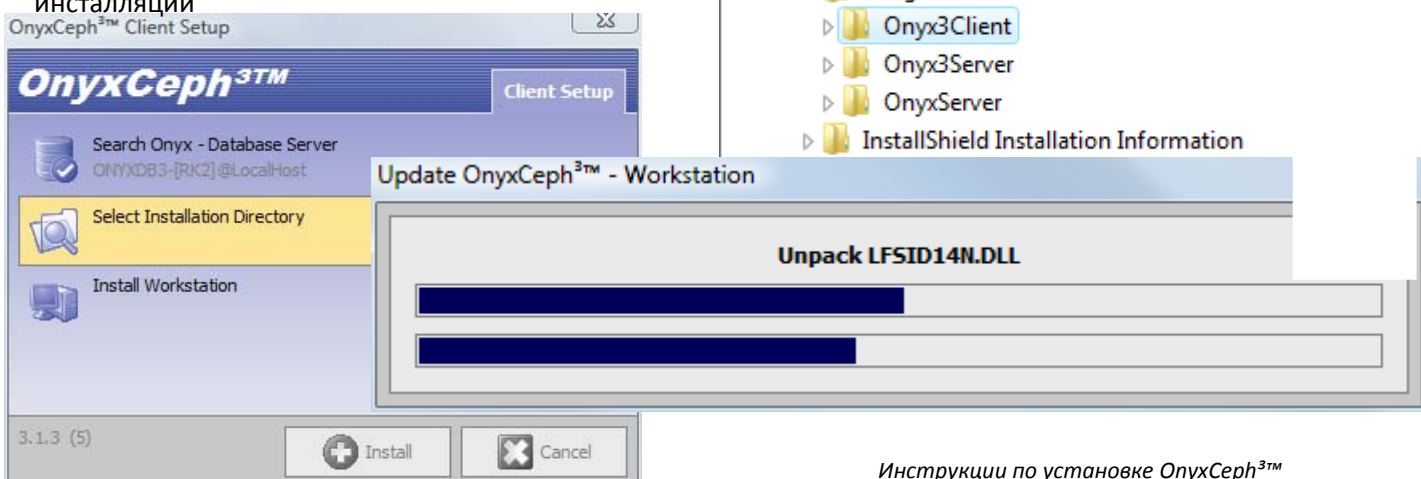 инсталляции
OnyxCeph³™ Client Setup
OnyxCeph³TM
Client Setup
Search Onyx - Database Server
ONYXDB3-[RK2]@LocalHost
Select Installation Directory
Install Workstation
3.1.3 (5)
Install
Cancel
Onyx3Client
Onyx3Server
OnyxServer
InstallShield Installation Information
Update OnyxCeph³™ - Workstation
Unpack LFSID14N.DLL
Инструкции по установке OnyxCeph³™